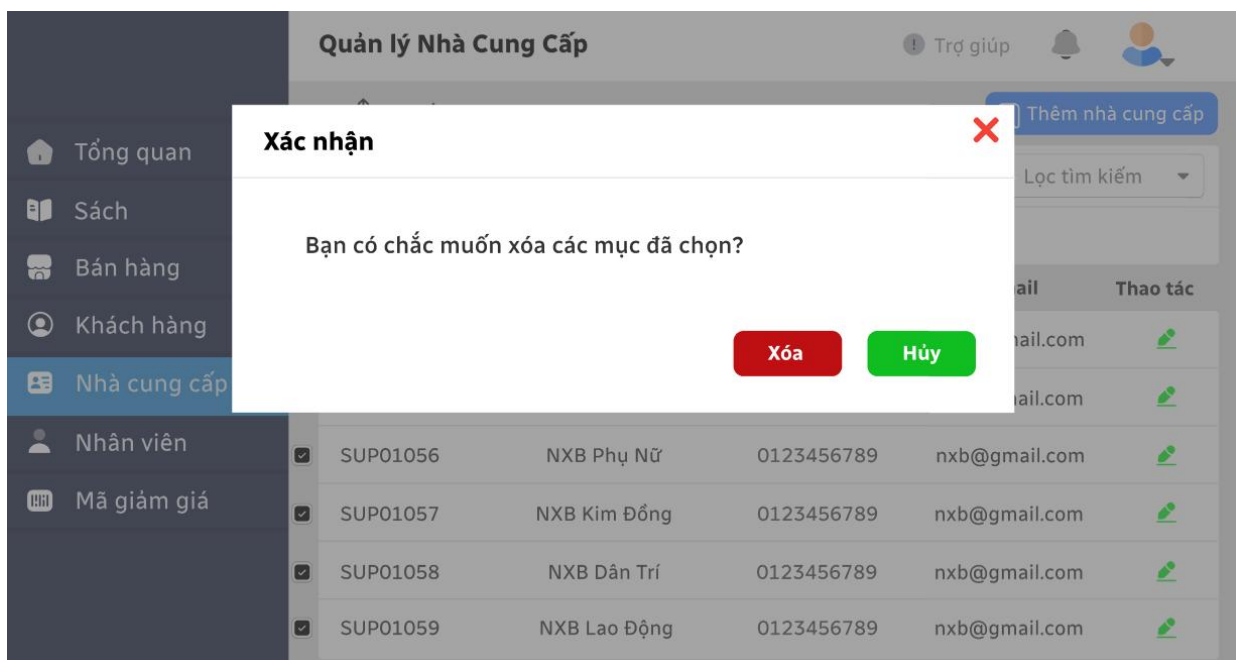 Quản lý Nhà Cung Cấp
Trợ giúp
Thêm nhà cung cấp
Xác nhận
Tổng quan
Lọc tìm kiếm
Sách
Bạn có chắc muốn xóa các mục đã chọn?
Bán hàng
Thao tác
Khách hàng
Xóa Hủy
Nhà cung cấp
Nhân viên
SUP01056 NXB Phụ Nữ 0123456789 nxb@gmail.com
Mã giảm giá
SUP01057 NXB Kim Đồng 0123456789 nxb@gmail.com
SUP01058 NXB Dân Trí 0123456789 nxb@gmail.com
SUP01059 NXB Lao Động 0123456789 nxb@gmail.com